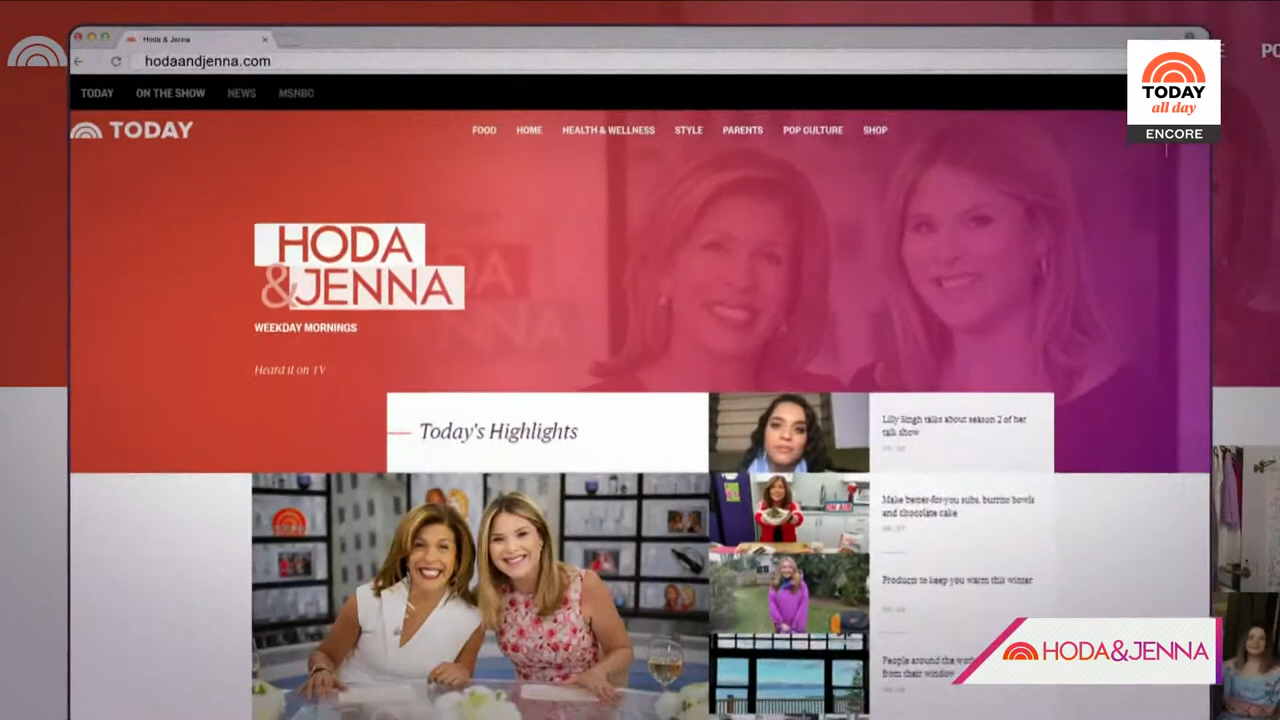 Hoda & Jenna
hodaandjenna.com
TODAY ON THE SHOW NEWS MSNBC
TODAY
FOOD HOME HEALTH & WELLNESS STYLE PARENTS POP CULTURE SHOP
TODAY
all day
ENCORE
HODA
&JENNA
WEEKDAY MORNINGS
Heard it on TV
Today's Highlights
Lilly Singh talks about season 2 of her
talk show
Make better-for-you subs, burrito bowls
and chocolate cake
ON AIR
Products to keep you warm this winter
People around the
from their window
HODA&JENNA